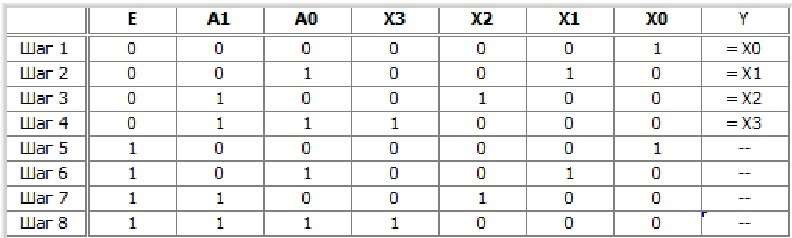 E A1 A0 X3 X2 X1 X0 Y
Шаг 1 0 0 0 0 0 0 1 = X0
Шаг 2 0 0 1 0 0 1 0 = X1
Шаг 3 0 1 0 0 1 0 0 = X2
Шаг 4 0 1 1 1 0 0 0 = X3
Шаг 5 1 0 0 0 0 0 1 --
Шаг 6 1 0 1 0 0 1 0 --
Шаг 7 1 1 0 0 1 0 0 --
Шаг 8 1 1 1 1 0 0 0 --